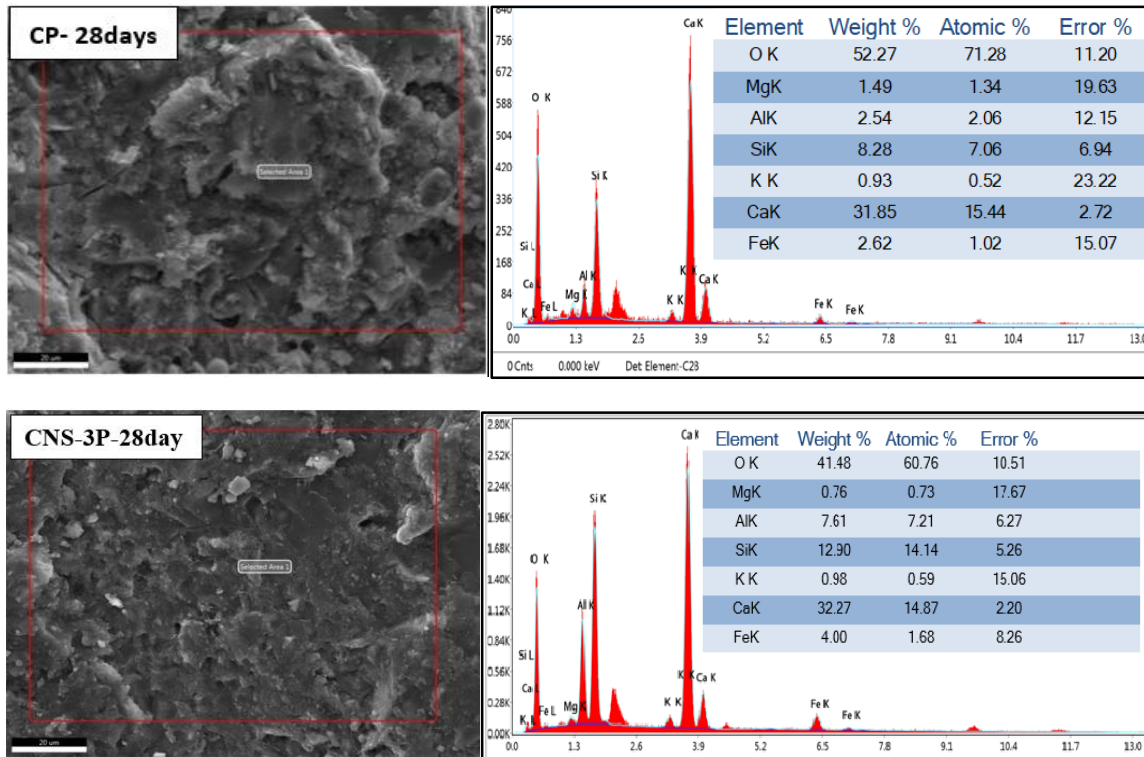 CP- 28days
Selected Area 1
20 µm
840
756
672
588
504
420
336
252
168
84
0
Ca K
O K
Si K
Si L
Ca L
Al K
K K
Ca K
Mg K
K L
Fe L
K K
Fe K
Fe K
0.0 1.3 2.6 3.9 5.2 6.5 7.8 9.1 10.4 11.7 13.0
0 Cnts 0.000 keV Det: Element-C2B
Element Weight % Atomic % Error %
O K 52.27 71.28 11.20
MgK 1.49 1.34 19.63
AlK 2.54 2.06 12.15
SiK 8.28 7.06 6.94
K K 0.93 0.52 23.22
CaK 31.85 15.44 2.72
FeK 2.62 1.02 15.07
CNS-3P-28day
Selected Area 1
20 µm
2.80K
2.52K
2.24K
1.96K
1.68K
1.40K
1.12K
0.84K
0.56K
0.28K
0.00K
Ca K
Si K
O K
Al K
Si L
Ca L
K K
Ca K
K L
Fe L
Mg K
K K
Fe K
Fe K
0.0 1.3 2.6 3.9 5.2 6.5 7.8 9.1 10.4 11.7 13.0
Element Weight % Atomic % Error %
O K 41.48 60.76 10.51
MgK 0.76 0.73 17.67
AlK 7.61 7.21 6.27
SiK 12.90 14.14 5.26
K K 0.98 0.59 15.06
CaK 32.27 14.87 2.20
FeK 4.00 1.68 8.26